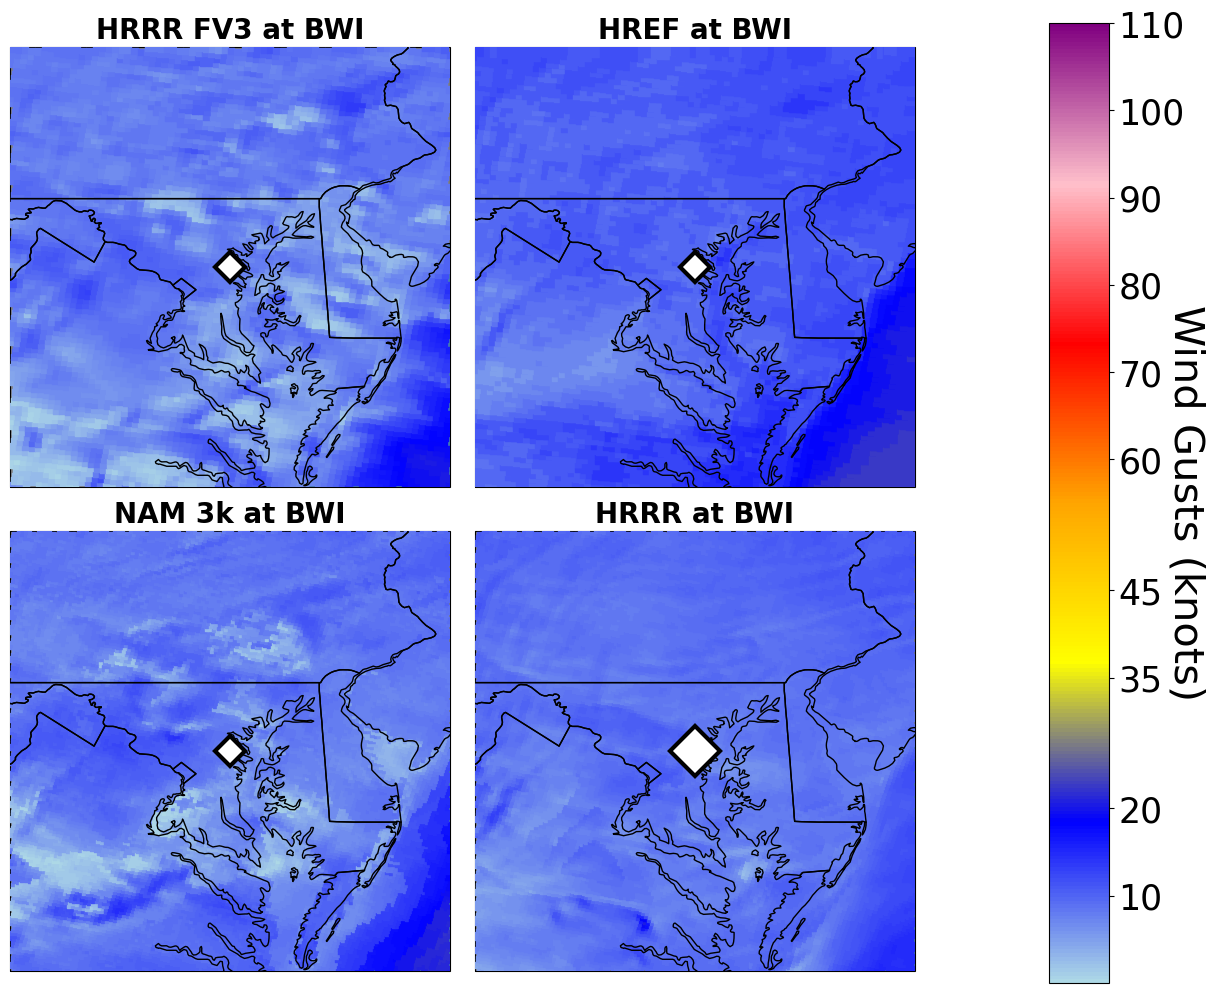 HRRR FV3 at BWI
HREF at BWI
NAM 3k at BWI
HRRR at BWI
110
100
90
80
70
60
45
35
20
10
Wind Gusts (knots)